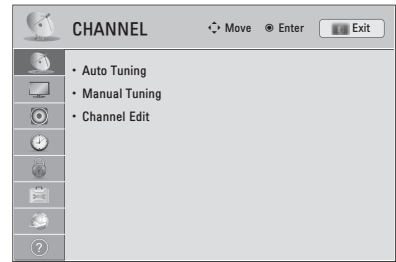 CHANNEL Move Enter Exit
• Auto Tuning
• Manual Tuning
• Channel Edit
?